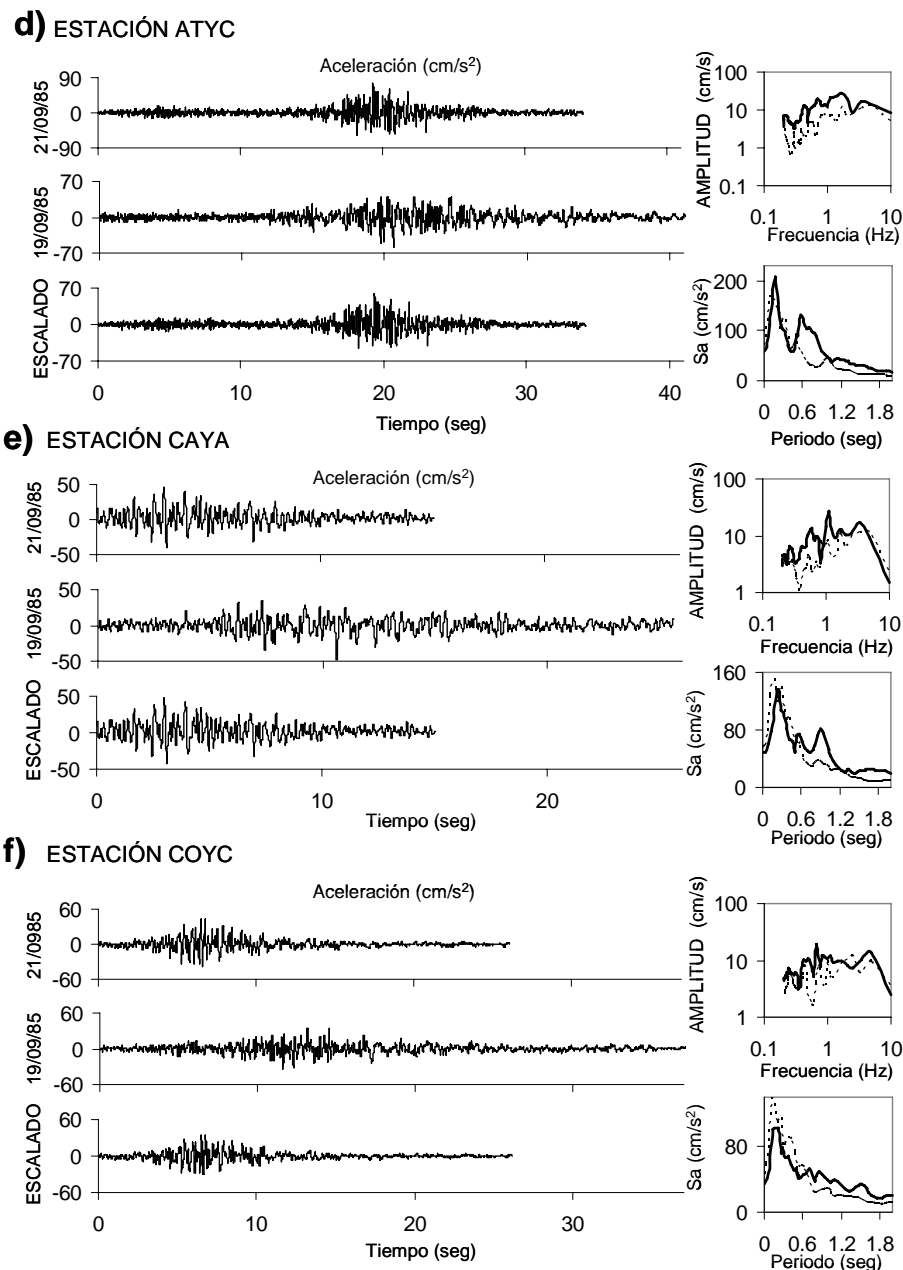 d) ESTACIÓN ATYC
Aceleración (cm/s²)
21/09/85
90
0
-90
19/09/85
70
0
-70
ESCALADO
70
0
-70
0 10 20 30 40
Tiempo (seg)
AMPLITUD (cm/s)
100
10
1
0.1
0.1 1 10
Frecuencia (Hz)
Sa (cm/s²)
200
100
0
0 0.6 1.2 1.8
Periodo (seg)
e) ESTACIÓN CAYA
Aceleración (cm/s²)
21/09/85
50
0
-50
19/09/85
50
0
-50
ESCALADO
50
0
-50
0 10 20
Tiempo (seg)
AMPLITUD (cm/s)
100
10
1
0.1 1 10
Frecuencia (Hz)
Sa (cm/s²)
160
80
0
0 0.6 1.2 1.8
Periodo (seg)
f) ESTACIÓN COYC
Aceleración (cm/s²)
21/0985
60
0
-60
19/09/85
60
0
-60
ESCALADO
60
0
-60
0 10 20 30
Tiempo (seg)
AMPLITUD (cm/s)
100
10
1
0.1 1 10
Frecuencia (Hz)
Sa (cm/s²)
80
0
0 0.6 1.2 1.8
Periodo (seg)